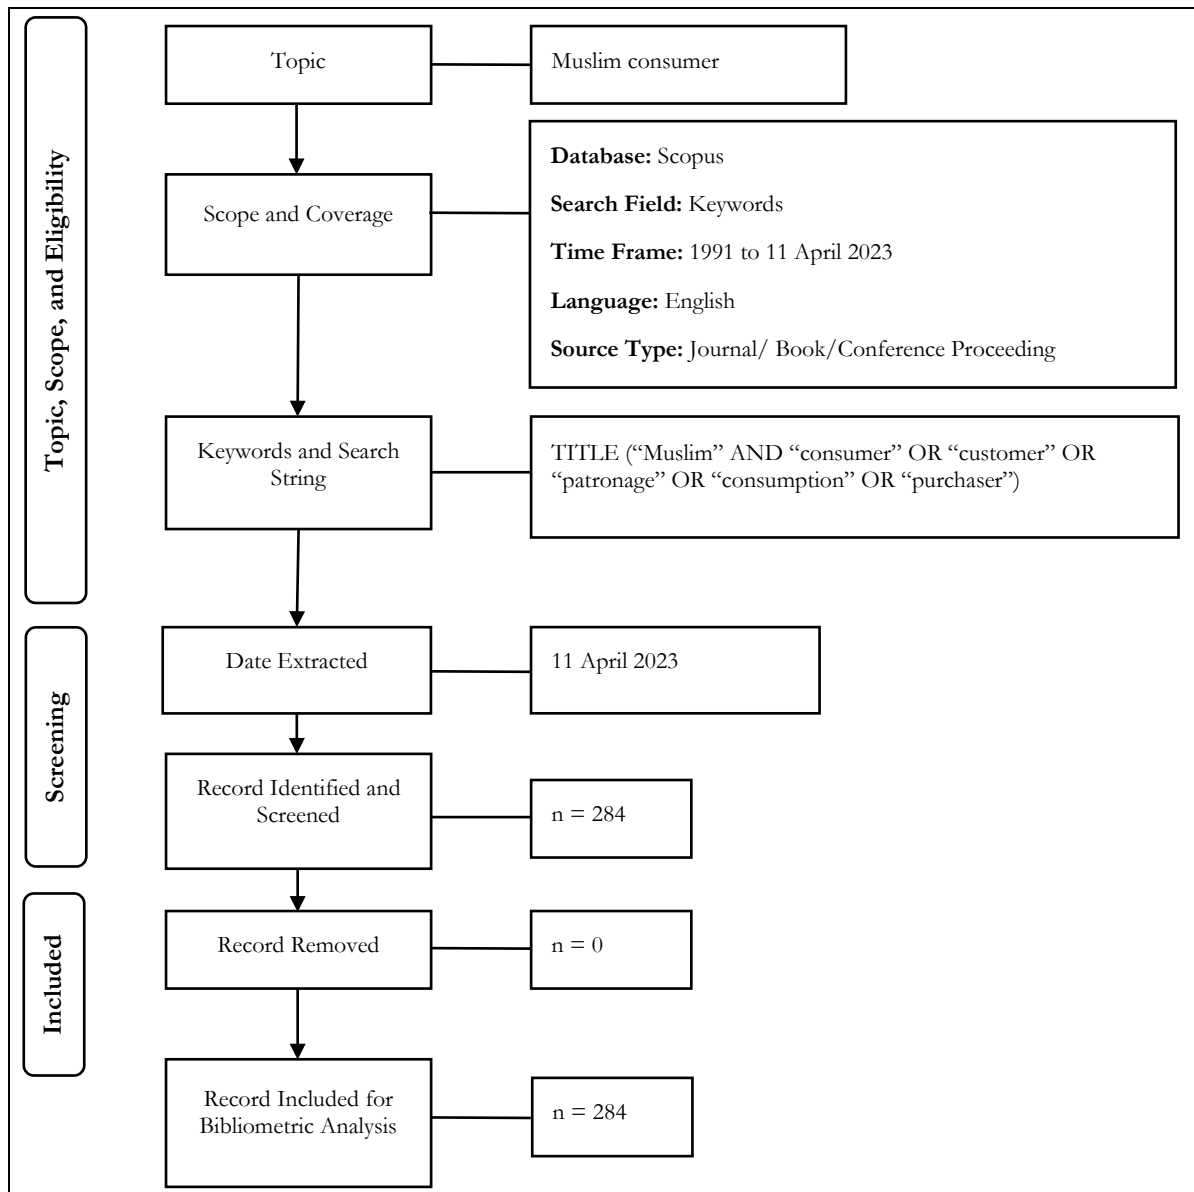 Topic, Scope, and Eligibility
Topic
Muslim consumer
Scope and Coverage
Database: Scopus
Search Field: Keywords
Time Frame: 1991 to 11 April 2023
Language: English
Source Type: Journal/ Book/Conference Proceeding
Keywords and Search
String
TITLE (“Muslim” AND “consumer” OR “customer” OR
“patronage” OR “consumption” OR “purchaser”)
Screening
Date Extracted
11 April 2023
Record Identified and
Screened
n = 284
Included
Record Removed
n = 0
Record Included for
Bibliometric Analysis
n = 284